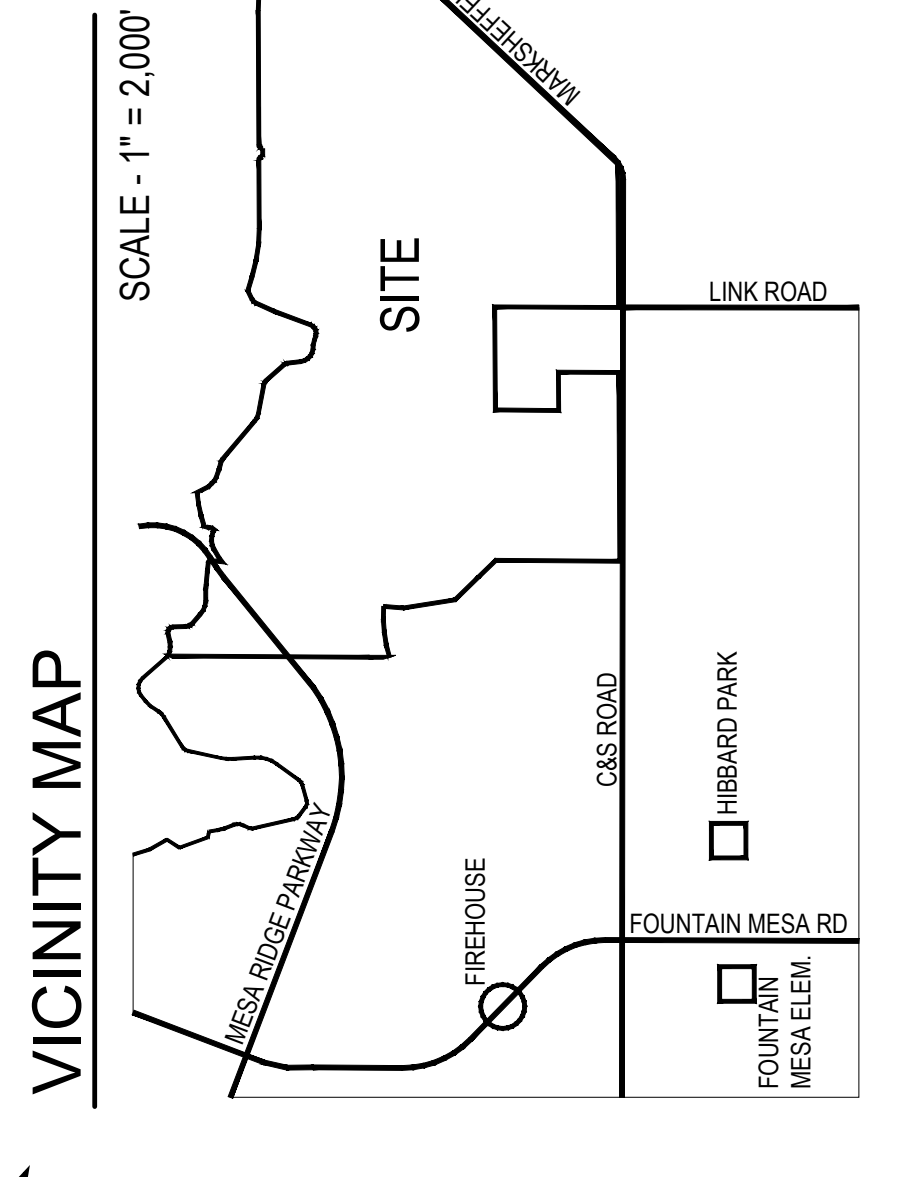 VICINITY MAP
SCALE - 1" = 2,000'
SITE
LINK ROAD
C&S ROAD
HIBBARD PARK
MESA RIDGE PARKWAY
FIREHOUSE
FOUNTAIN MESA RD
FOUNTAIN
MESA ELEM.